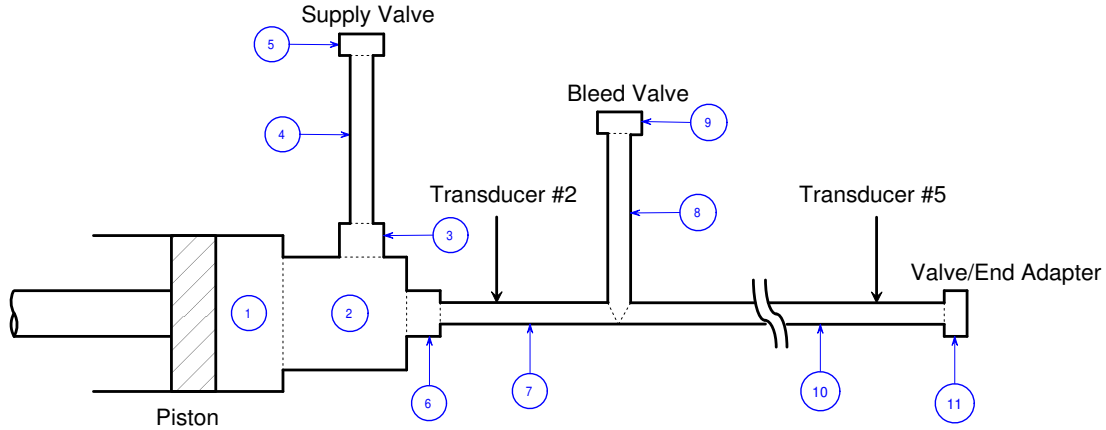 Supply Valve
5
Bleed Valve
9
4
Transducer #2
Transducer #5
8
3
Valve/End Adapter
1
2
6
7
10
11
Piston